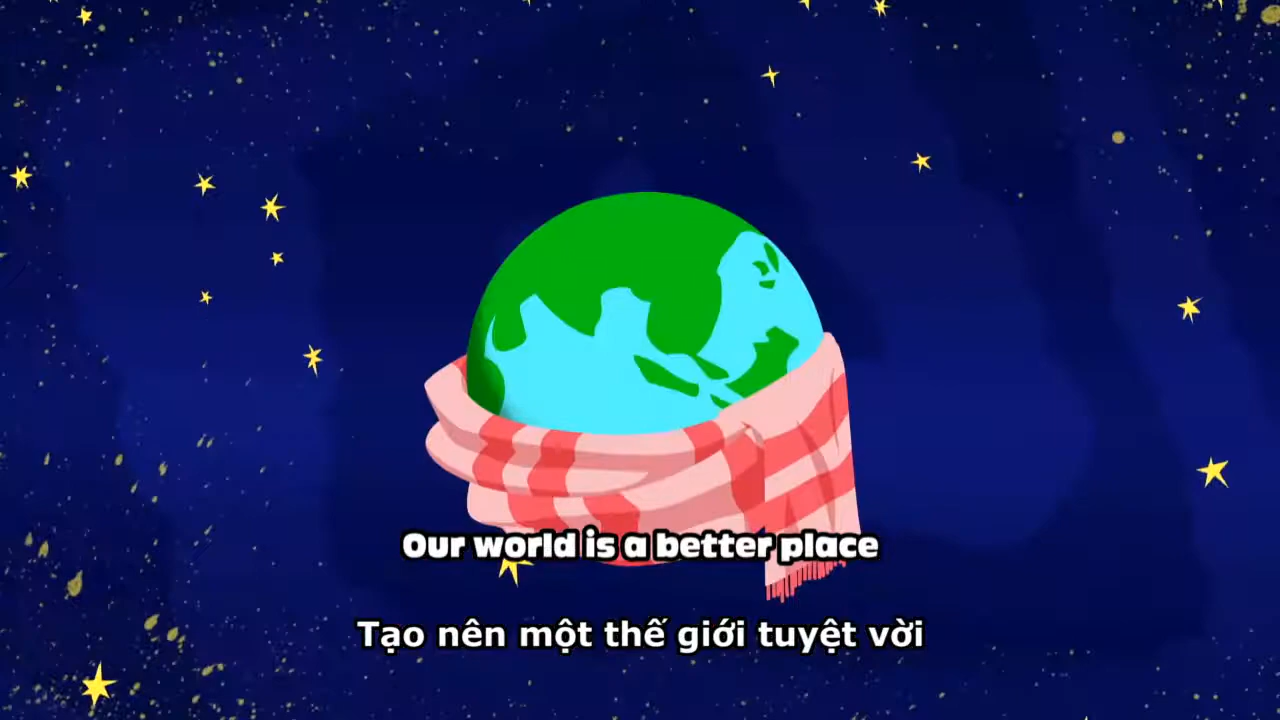 Our world is a better place
Tạo nên một thế giới tuyệt vời